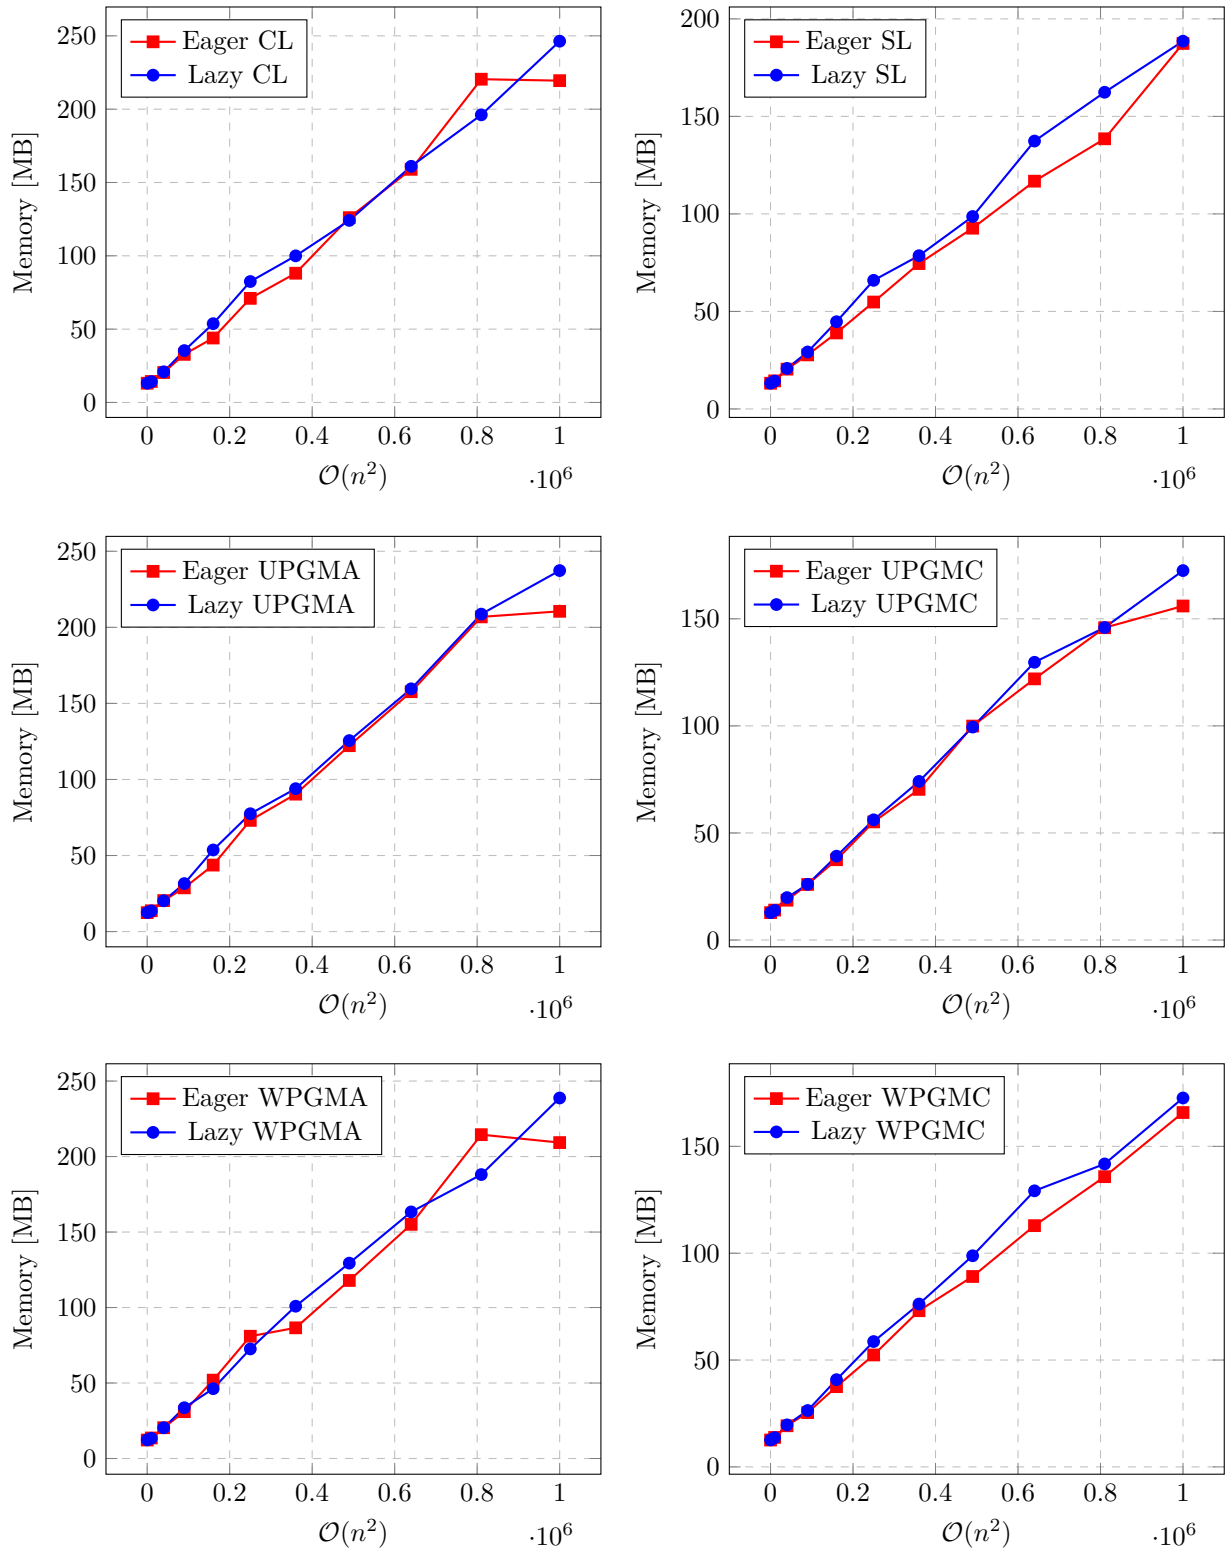 Eager CL
Lazy CL
Memory [MB]
250
200
150
100
50
0
0 0.2 0.4 0.6 0.8 1
𝒪(n²)
·10⁶
Eager SL
Lazy SL
Memory [MB]
200
150
100
50
0
0 0.2 0.4 0.6 0.8 1
𝒪(n²)
·10⁶
Eager UPGMA
Lazy UPGMA
Memory [MB]
250
200
150
100
50
0
0 0.2 0.4 0.6 0.8 1
𝒪(n²)
·10⁶
Eager UPGMC
Lazy UPGMC
Memory [MB]
150
100
50
0
0 0.2 0.4 0.6 0.8 1
𝒪(n²)
·10⁶
Eager WPGMA
Lazy WPGMA
Memory [MB]
250
200
150
100
50
0
0 0.2 0.4 0.6 0.8 1
𝒪(n²)
·10⁶
Eager WPGMC
Lazy WPGMC
Memory [MB]
150
100
50
0
0 0.2 0.4 0.6 0.8 1
𝒪(n²)
·10⁶